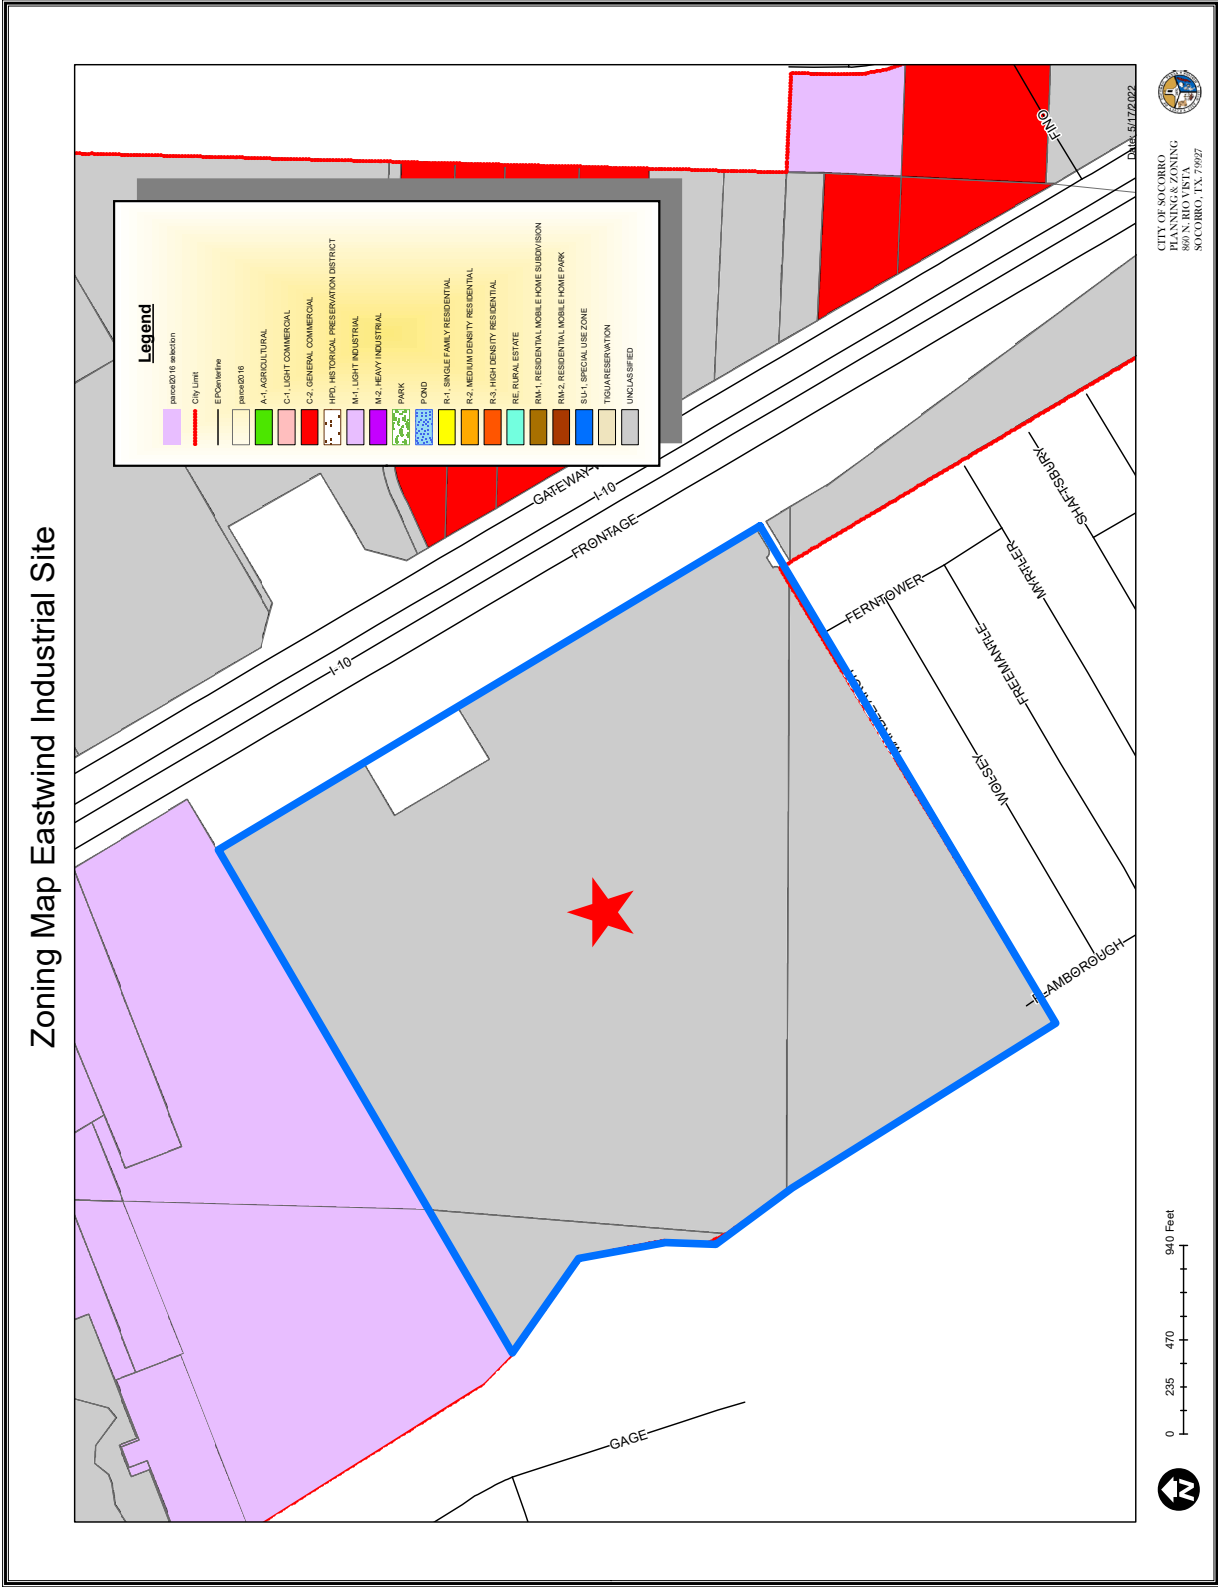 Zoning Map Eastwind Industrial Site
Legend
parcel2016 selection
City Limit
EPCenterline
parcel2016
A-1, AGRICULTURAL
C-1, LIGHT COMMERCIAL
C-2, GENERAL COMMERCIAL
HPD, HISTORICAL PRESERVATION DISTRICT
M-1, LIGHT INDUSTRIAL
M-2, HEAVY INDUSTRIAL
PARK
POND
R-1, SINGLE FAMILY RESIDENTIAL
R-2, MEDIUM DENSITY RESIDENTIAL
R-3, HIGH DENSITY RESIDENTIAL
RE, RURAL ESTATE
RM-1, RESIDENTIAL MOBILE HOME SUBDIVISION
RM-2, RESIDENTIAL MOBILE HOME PARK
SU-1, SPECIAL USE ZONE
TIGUA RESERVATION
UNCLASSIFIED
I-10
GATEWAY
I-10
FRONTAGE
FINO
FERNTOWER
SHAFTSBURY
MYRTLER
FREEMANTLE
WOLSEY
AMBOROUGH
GAGE
Date: 5/17/2022
CITY OF SOCORRO
PLANNING & ZONING
860 N. RIO VISTA
SOCORRO, TX. 79927
0 235 470 940 Feet
N